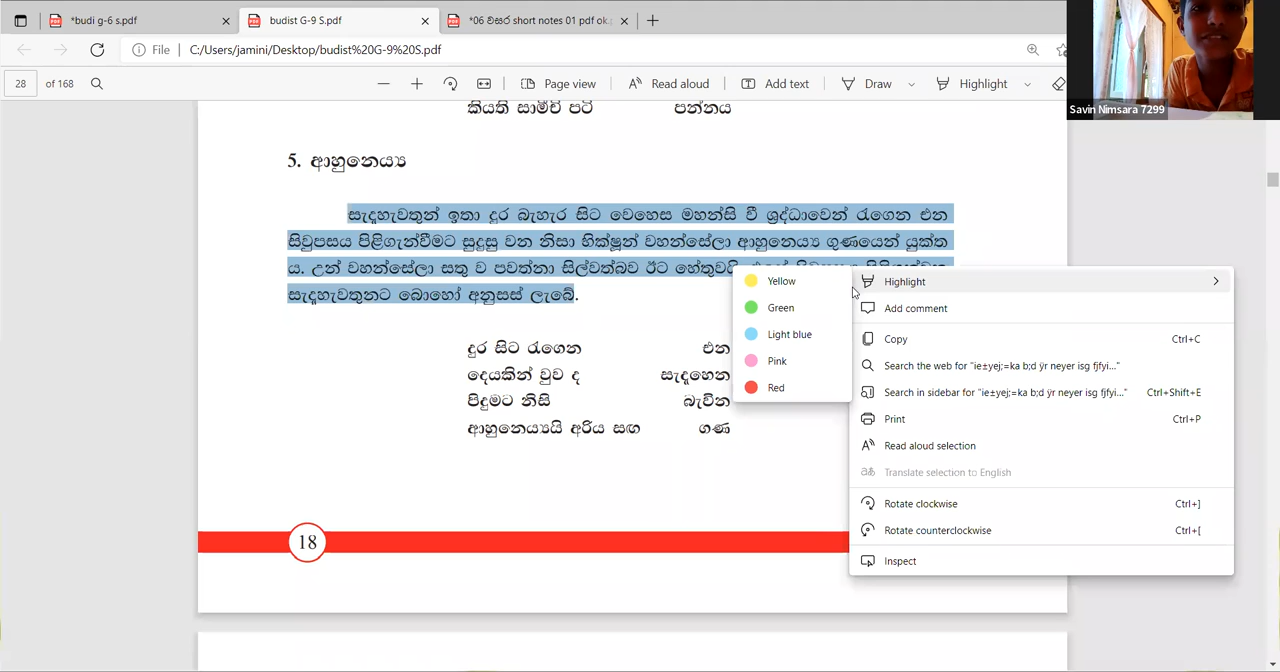 *budi g-6 s.pdf
budist G-9 S.pdf
*06 වසර short notes 01 pdf ok.
File
C:/Users/jamini/Desktop/budist%20G-9%20S.pdf
28 of 168
Page view
Read aloud
Add text
Draw
Highlight
Savin Nimsara 7299
කියති සාමීචි පටි පන්නය
5. ආහුනෙය්‍ය
සැදැහැවතුන් ඉතා දුර බැහැර සිට වෙහෙස මහන්සි වී ශ්‍රද්ධාවෙන් රැගෙන එන
සිවුපසය පිළිගැන්වීමට සුදුසු වන නිසා භික්ෂූන් වහන්සේලා ආහුනෙය්‍ය ගුණයෙන් යුක්ත
ය. උන් වහන්සේලා සතු ව පවත්නා සිල්වත්බව ඊට හේතුවයි.
සැදැහැවතුනට බොහෝ අනුසස් ලැබේ.
දුර සිට රැගෙන එන
දෙයකින් වුව ද සැදැහෙන
පිදුමට නිසි බැවින
ආහුනෙය්‍යයි අරිය සඟ ගණ
18
Yellow
Green
Light blue
Pink
Red
Highlight
Add comment
Copy Ctrl+C
Search the web for "ie±yej;=ka b;d ÿr neyer isg fjfyi..."
Search in sidebar for "ie±yej;=ka b;d ÿr neyer isg fjfyi..." Ctrl+Shift+E
Print Ctrl+P
Read aloud selection
Translate selection to English
Rotate clockwise Ctrl+]
Rotate counterclockwise Ctrl+[
Inspect